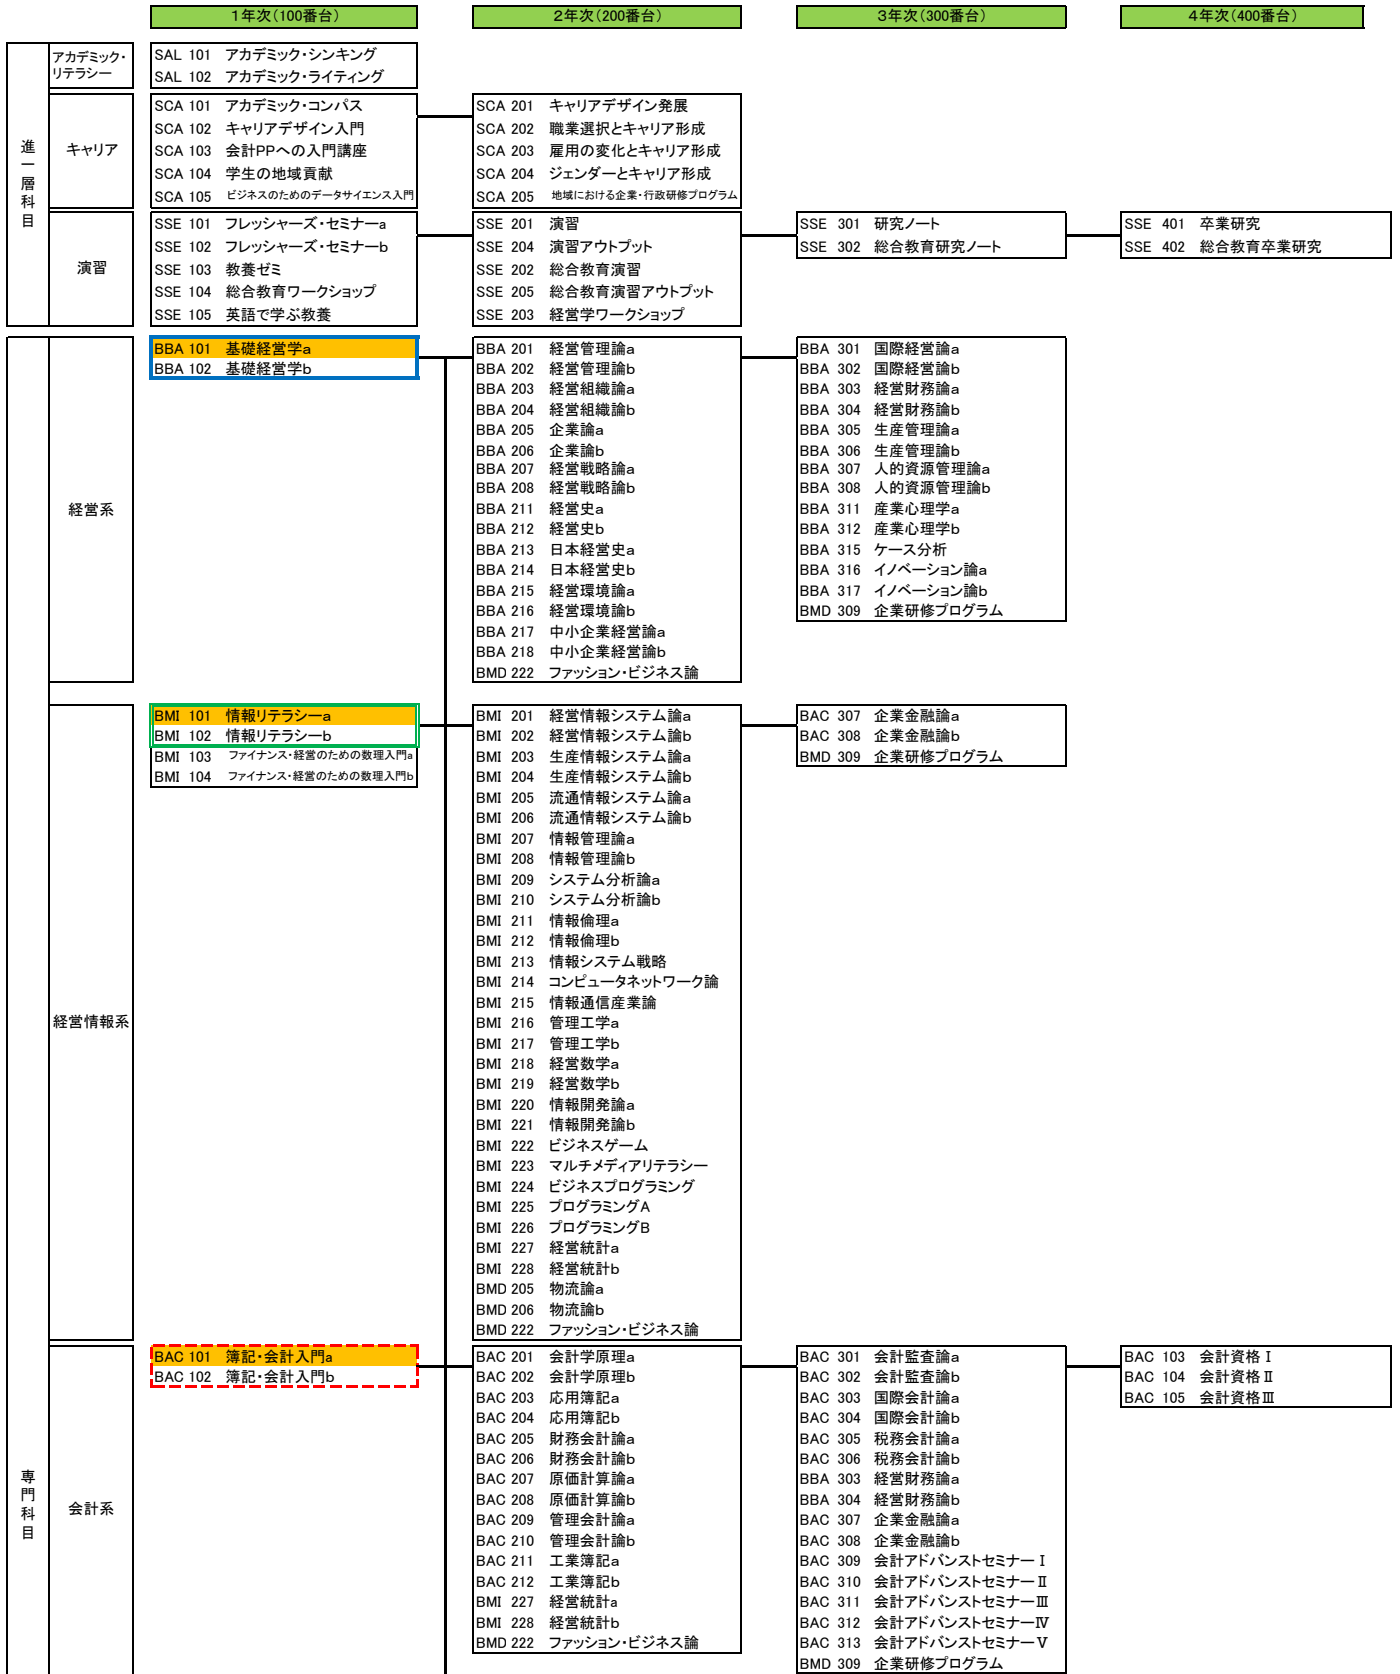 1年次(100番台)
2年次(200番台)
3年次(300番台)
4年次(400番台)
進一層科目
アカデミック・
リテラシー
SAL 101 アカデミック・シンキング
SAL 102 アカデミック・ライティング
キャリア
SCA 101 アカデミック・コンパス
SCA 102 キャリアデザイン入門
SCA 103 会計PPへの入門講座
SCA 104 学生の地域貢献
SCA 105 ビジネスのためのデータサイエンス入門
SCA 201 キャリアデザイン発展
SCA 202 職業選択とキャリア形成
SCA 203 雇用の変化とキャリア形成
SCA 204 ジェンダーとキャリア形成
SCA 205 地域における企業・行政研修プログラム
演習
SSE 101 フレッシャーズ・セミナーa
SSE 102 フレッシャーズ・セミナーb
SSE 103 教養ゼミ
SSE 104 総合教育ワークショップ
SSE 105 英語で学ぶ教養
SSE 201 演習
SSE 204 演習アウトプット
SSE 202 総合教育演習
SSE 205 総合教育演習アウトプット
SSE 203 経営学ワークショップ
SSE 301 研究ノート
SSE 302 総合教育研究ノート
SSE 401 卒業研究
SSE 402 総合教育卒業研究
専門科目
経営系
BBA 101 基礎経営学a
BBA 102 基礎経営学b
BBA 201 経営管理論a
BBA 202 経営管理論b
BBA 203 経営組織論a
BBA 204 経営組織論b
BBA 205 企業論a
BBA 206 企業論b
BBA 207 経営戦略論a
BBA 208 経営戦略論b
BBA 211 経営史a
BBA 212 経営史b
BBA 213 日本経営史a
BBA 214 日本経営史b
BBA 215 経営環境論a
BBA 216 経営環境論b
BBA 217 中小企業経営論a
BBA 218 中小企業経営論b
BMD 222 ファッション・ビジネス論
BBA 301 国際経営論a
BBA 302 国際経営論b
BBA 303 経営財務論a
BBA 304 経営財務論b
BBA 305 生産管理論a
BBA 306 生産管理論b
BBA 307 人的資源管理論a
BBA 308 人的資源管理論b
BBA 311 産業心理学a
BBA 312 産業心理学b
BBA 315 ケース分析
BBA 316 イノベーション論a
BBA 317 イノベーション論b
BMD 309 企業研修プログラム
経営情報系
BMI 101 情報リテラシーa
BMI 102 情報リテラシーb
BMI 103 ファイナンス・経営のための数理入門a
BMI 104 ファイナンス・経営のための数理入門b
BMI 201 経営情報システム論a
BMI 202 経営情報システム論b
BMI 203 生産情報システム論a
BMI 204 生産情報システム論b
BMI 205 流通情報システム論a
BMI 206 流通情報システム論b
BMI 207 情報管理論a
BMI 208 情報管理論b
BMI 209 システム分析論a
BMI 210 システム分析論b
BMI 211 情報倫理a
BMI 212 情報倫理b
BMI 213 情報システム戦略
BMI 214 コンピュータネットワーク論
BMI 215 情報通信産業論
BMI 216 管理工学a
BMI 217 管理工学b
BMI 218 経営数学a
BMI 219 経営数学b
BMI 220 情報開発論a
BMI 221 情報開発論b
BMI 222 ビジネスゲーム
BMI 223 マルチメディアリテラシー
BMI 224 ビジネスプログラミング
BMI 225 プログラミングA
BMI 226 プログラミングB
BMI 227 経営統計a
BMI 228 経営統計b
BMD 205 物流論a
BMD 206 物流論b
BMD 222 ファッション・ビジネス論
BAC 307 企業金融論a
BAC 308 企業金融論b
BMD 309 企業研修プログラム
会計系
BAC 101 簿記・会計入門a
BAC 102 簿記・会計入門b
BAC 201 会計学原理a
BAC 202 会計学原理b
BAC 203 応用簿記a
BAC 204 応用簿記b
BAC 205 財務会計論a
BAC 206 財務会計論b
BAC 207 原価計算論a
BAC 208 原価計算論b
BAC 209 管理会計論a
BAC 210 管理会計論b
BAC 211 工業簿記a
BAC 212 工業簿記b
BMI 227 経営統計a
BMI 228 経営統計b
BMD 222 ファッション・ビジネス論
BAC 301 会計監査論a
BAC 302 会計監査論b
BAC 303 国際会計論a
BAC 304 国際会計論b
BAC 305 税務会計論a
BAC 306 税務会計論b
BBA 303 経営財務論a
BBA 304 経営財務論b
BAC 307 企業金融論a
BAC 308 企業金融論b
BAC 309 会計アドバンストセミナーⅠ
BAC 310 会計アドバンストセミナーⅡ
BAC 311 会計アドバンストセミナーⅢ
BAC 312 会計アドバンストセミナーⅣ
BAC 313 会計アドバンストセミナーⅤ
BMD 309 企業研修プログラム
BAC 103 会計資格Ⅰ
BAC 104 会計資格Ⅱ
BAC 105 会計資格Ⅲ